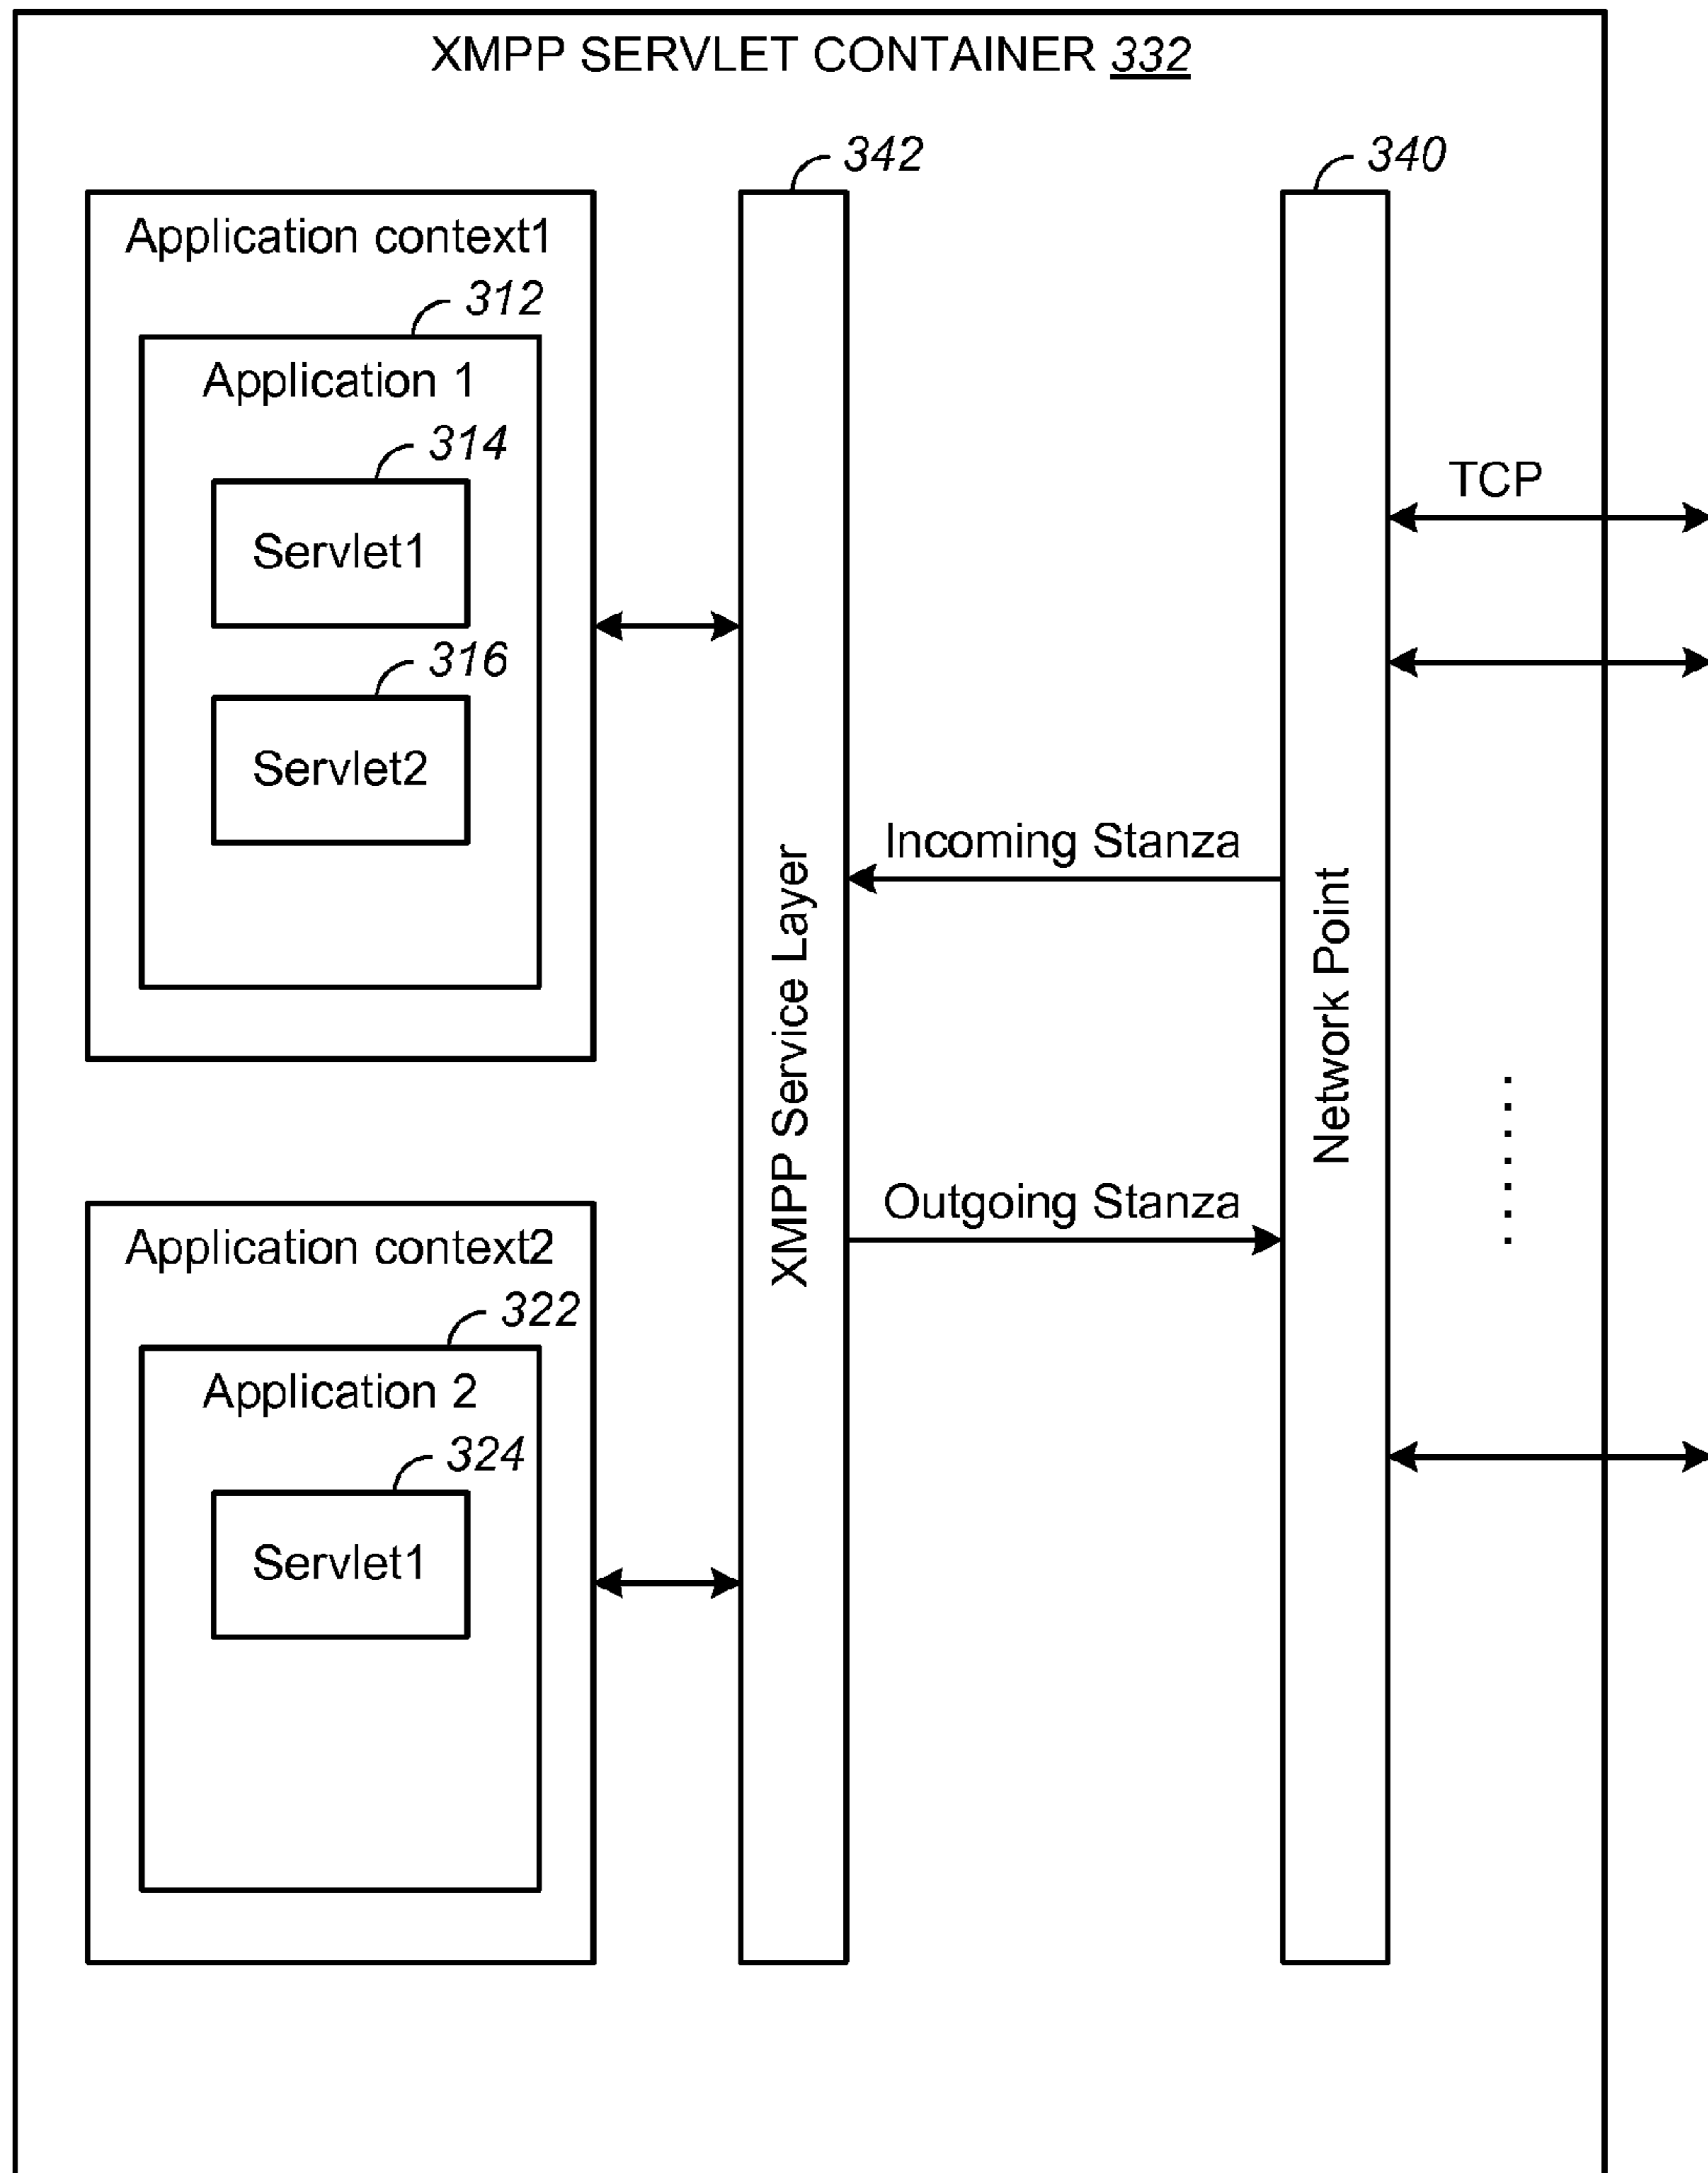 XMPP SERVLET CONTAINER 332
342
340
Application context1
312
Application 1
314
Servlet1
316
Servlet2
TCP
Incoming Stanza
XMPP Service Layer
Network Point
Outgoing Stanza
Application context2
322
Application 2
324
Servlet1